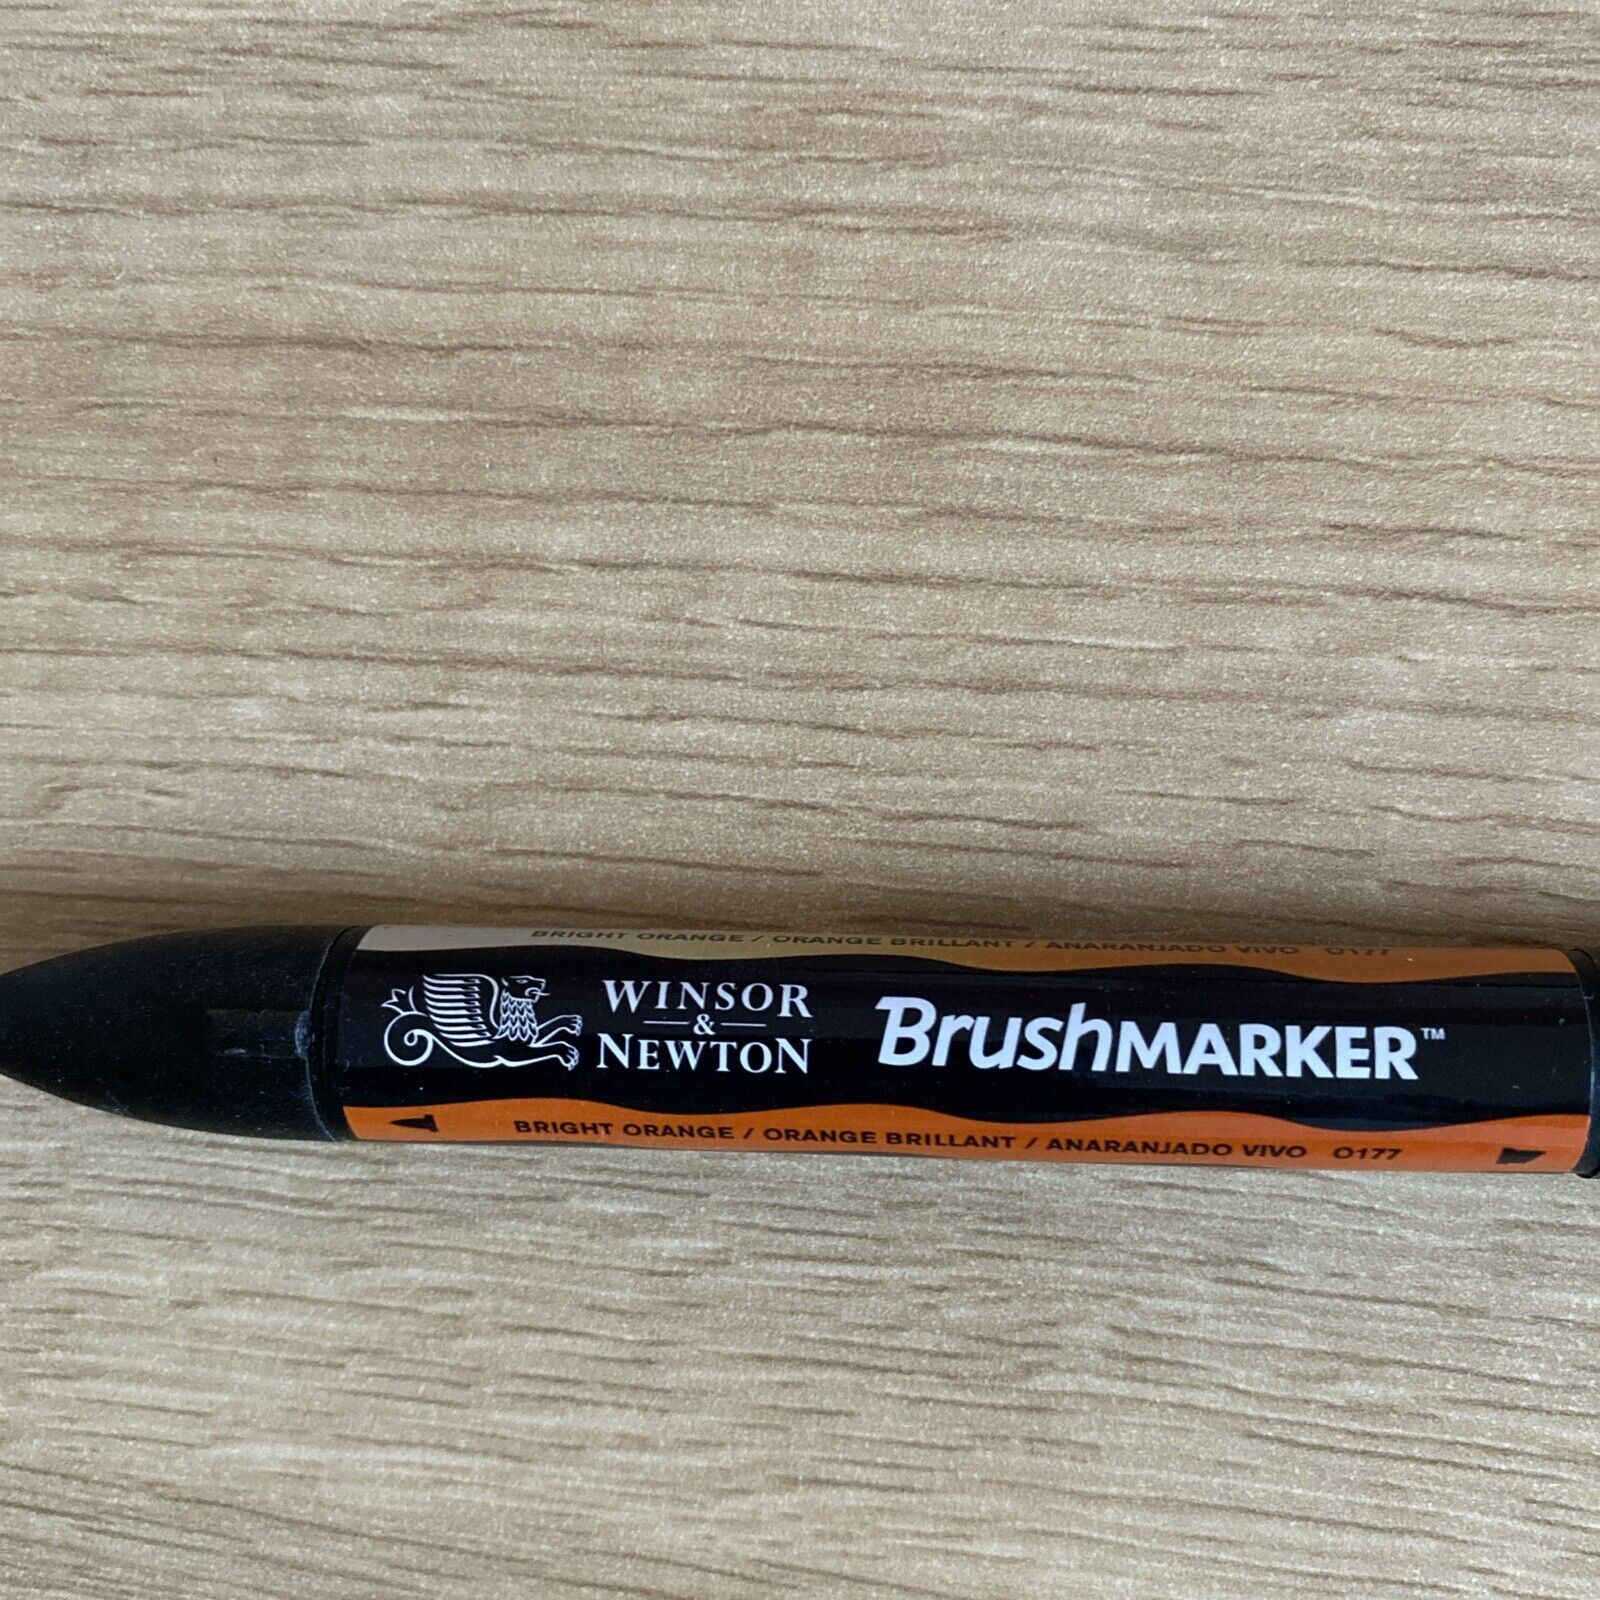 BRIGHT ORANGE / ORANGE BRILLANT / ANARANJADO VIVO O177
WINSOR
&
NEWTON
BrushMARKER™
BRIGHT ORANGE / ORANGE BRILLANT / ANARANJADO VIVO O177